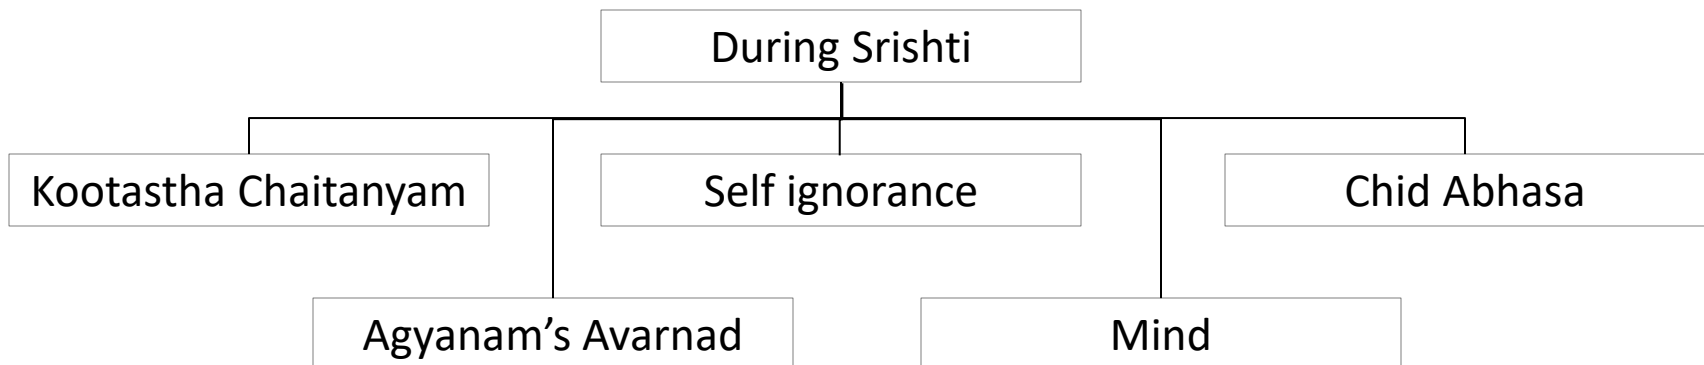 During Srishti
Kootastha Chaitanyam
Self ignorance
Chid Abhasa
Agyanam’s Avarnad
Mind